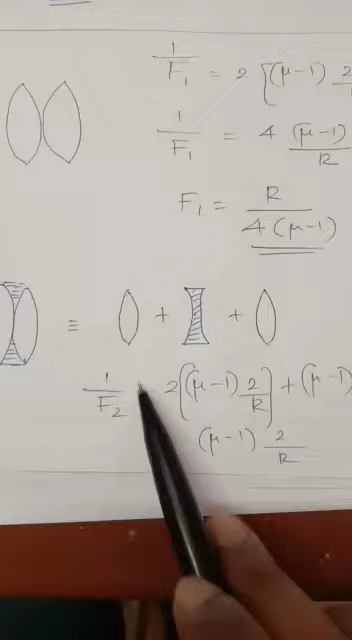 1/F₁ = 2 [(μ-1) 2/
1/F₁ = 4 (μ-1)/R
F₁ = R/4(μ-1)
≡ + +
1/F₂ 2[(μ-1) 2/R] + (μ-1)
(μ-1) 2/R